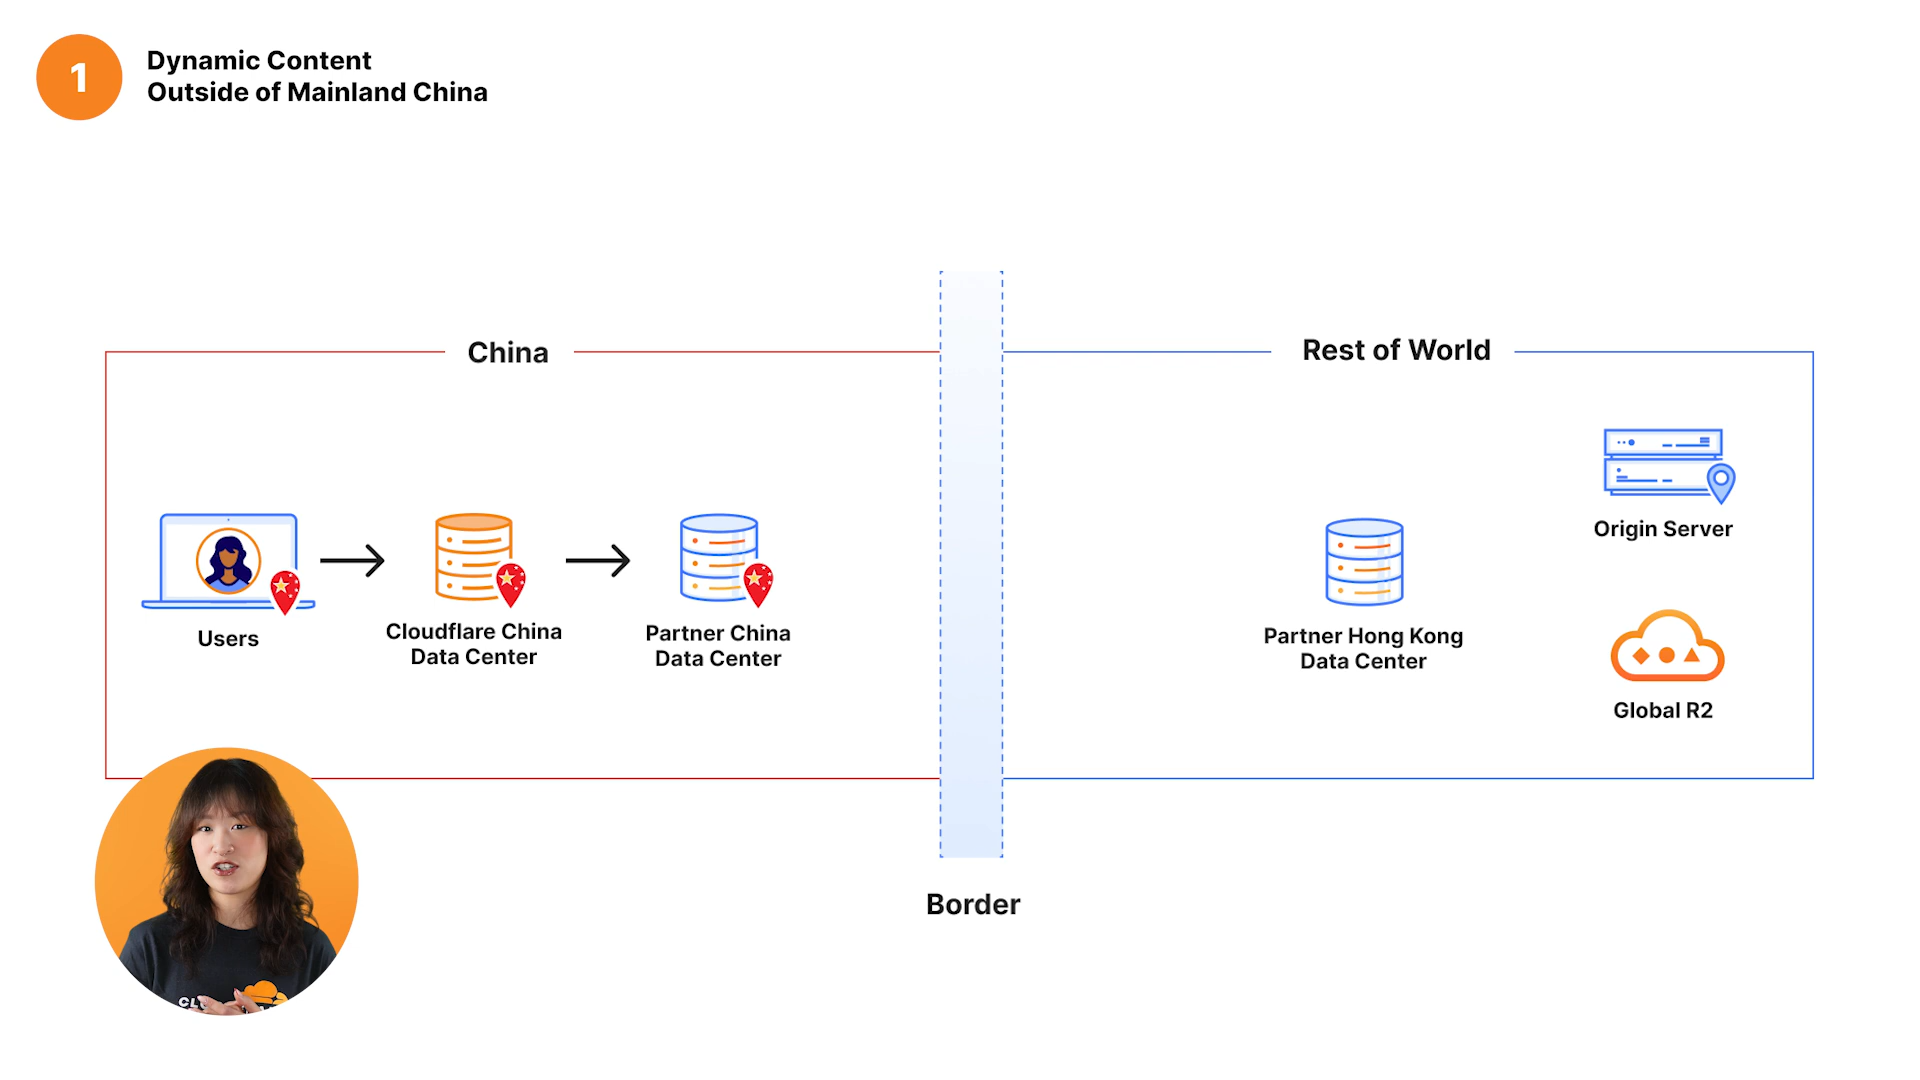 1
Dynamic Content
Outside of Mainland China
China
Rest of World
Origin Server
Users
Cloudflare China
Data Center
Partner China
Data Center
Partner Hong Kong
Data Center
Global R2
Border